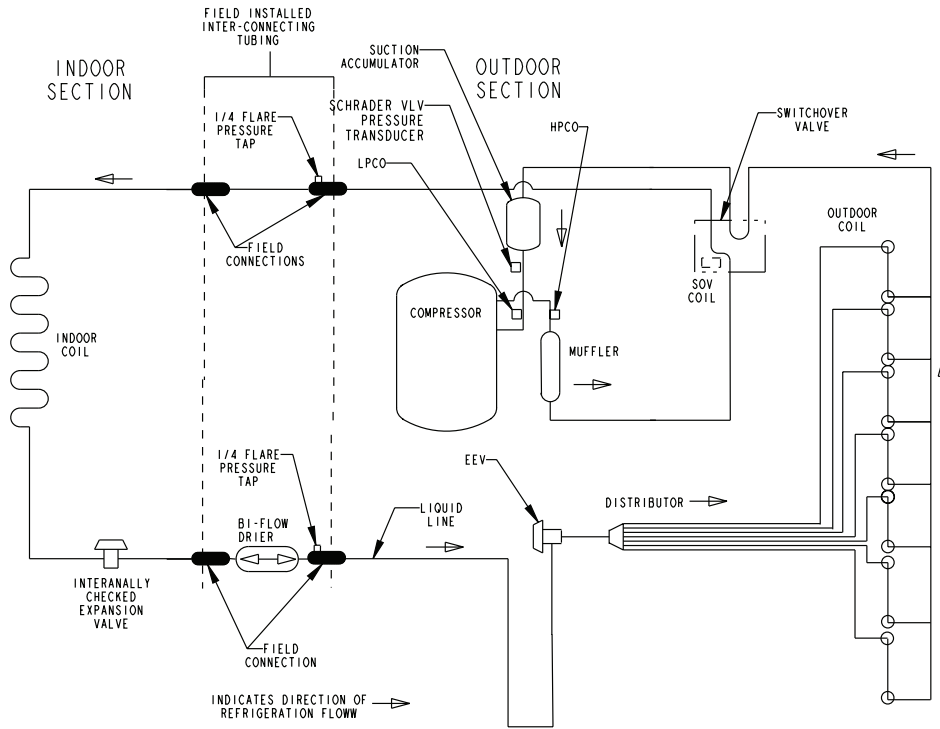 FIELD INSTALLED
INTER-CONNECTING
TUBING
INDOOR
SECTION
SUCTION
ACCUMULATOR
OUTDOOR
SECTION
1/4 FLARE
PRESSURE
TAP
SCHRADER VLV
PRESSURE
TRANSDUCER
LPCO
HPCO
SWITCHOVER
VALVE
OUTDOOR
COIL
FIELD
CONNECTIONS
SOV
COIL
COMPRESSOR
INDOOR
COIL
MUFFLER
1/4 FLARE
PRESSURE
TAP
EEV
BI-FLOW
DRIER
LIQUID
LINE
DISTRIBUTOR
INTERANALLY
CHECKED
EXPANSION
VALVE
FIELD
CONNECTION
INDICATES DIRECTION OF
REFRIGERATION FLOWW